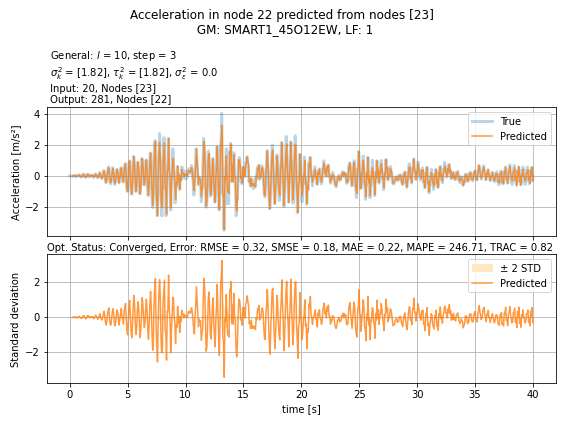 Acceleration in node 22 predicted from nodes [23]
GM: SMART1_45O12EW, LF: 1
General: l = 10, step = 3
σ²ₖ = [1.82], τ²ₖ = [1.82], σ²ε = 0.0
Input: 20, Nodes [23]
Output: 281, Nodes [22]
Acceleration [m/s²]
4
2
0
−2
True
Predicted
Opt. Status: Converged, Error: RMSE = 0.32, SMSE = 0.18, MAE = 0.22, MAPE = 246.71, TRAC = 0.82
Standard deviation
2
0
−2
± 2 STD
Predicted
0 5 10 15 20 25 30 35 40
time [s]